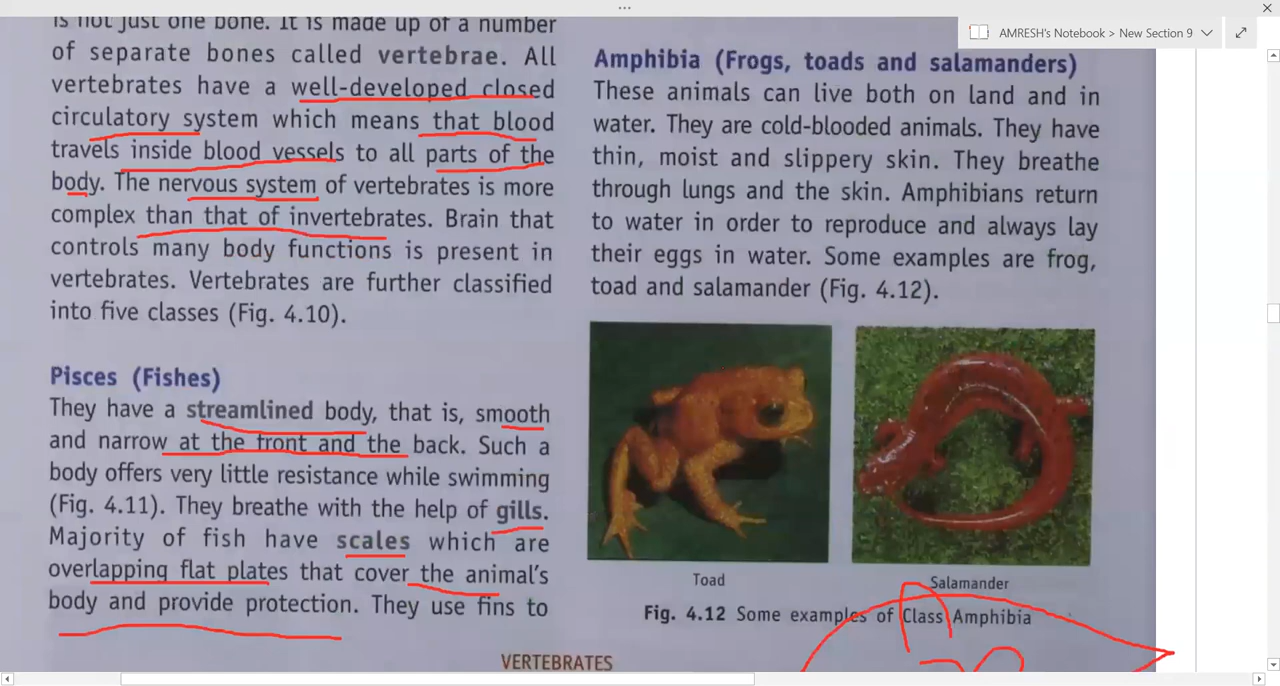 AMRESH's Notebook > New Section 9
is not just one bone. It is made up of a number
of separate bones called vertebrae. All
vertebrates have a well-developed closed
circulatory system which means that blood
travels inside blood vessels to all parts of the
body. The nervous system of vertebrates is more
complex than that of invertebrates. Brain that
controls many body functions is present in
vertebrates. Vertebrates are further classified
into five classes (Fig. 4.10).
Pisces (Fishes)
They have a streamlined body, that is, smooth
and narrow at the front and the back. Such a
body offers very little resistance while swimming
(Fig. 4.11). They breathe with the help of gills.
Majority of fish have scales which are
overlapping flat plates that cover the animal's
body and provide protection. They use fins to
Amphibia (Frogs, toads and salamanders)
These animals can live both on land and in
water. They are cold-blooded animals. They have
thin, moist and slippery skin. They breathe
through lungs and the skin. Amphibians return
to water in order to reproduce and always lay
their eggs in water. Some examples are frog,
toad and salamander (Fig. 4.12).
Toad
Salamander
Fig. 4.12 Some examples of Class Amphibia
VERTEBRATES